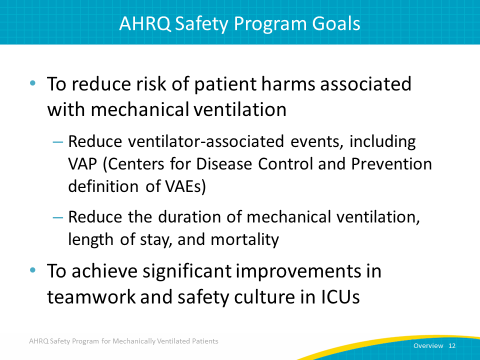 AHRQ Safety Program Goals
• To reduce risk of patient harms associated
with mechanical ventilation
– Reduce ventilator-associated events, including
VAP (Centers for Disease Control and Prevention
definition of VAEs)
– Reduce the duration of mechanical ventilation,
length of stay, and mortality
• To achieve significant improvements in
teamwork and safety culture in ICUs
AHRQ Safety Program for Mechanically Ventilated Patients
Overview 12